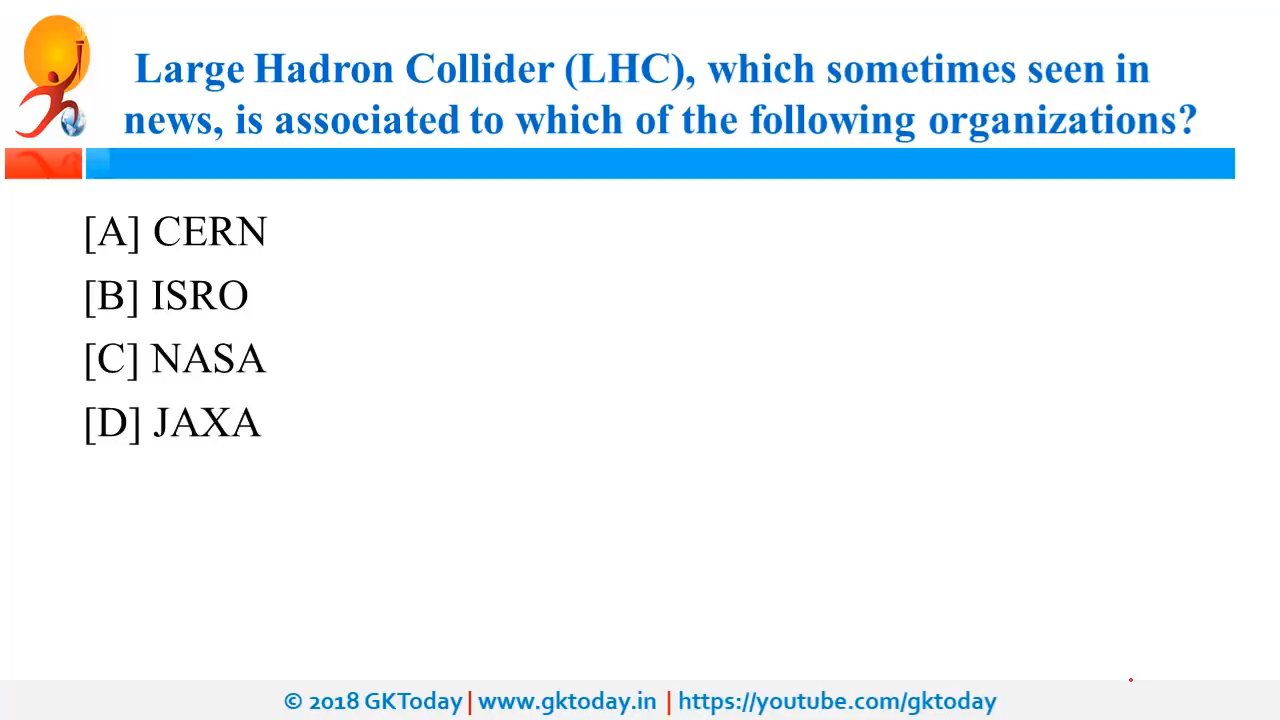 Large Hadron Collider (LHC), which sometimes seen in
news, is associated to which of the following organizations?
[A] CERN
[B] ISRO
[C] NASA
[D] JAXA
© 2018 GKToday | www.gktoday.in | https://youtube.com/gktoday